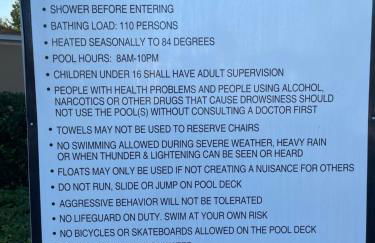 • SHOWER BEFORE ENTERING
• BATHING LOAD: 110 PERSONS
• HEATED SEASONALLY TO 84 DEGREES
• POOL HOURS: 8AM-10PM
• CHILDREN UNDER 16 SHALL HAVE ADULT SUPERVISION
• PEOPLE WITH HEALTH PROBLEMS AND PEOPLE USING ALCOHOL,
NARCOTICS OR OTHER DRUGS THAT CAUSE DROWSINESS SHOULD
NOT USE THE POOL(S) WITHOUT CONSULTING A DOCTOR FIRST
• TOWELS MAY NOT BE USED TO RESERVE CHAIRS
• NO SWIMMING ALLOWED DURING SEVERE WEATHER, HEAVY RAIN
OR WHEN THUNDER & LIGHTENING CAN BE SEEN OR HEARD
• FLOATS MAY ONLY BE USED IF NOT CREATING A NUISANCE FOR OTHERS
• DO NOT RUN, SLIDE OR JUMP ON POOL DECK
• AGGRESSIVE BEHAVIOR WILL NOT BE TOLERATED
• NO LIFEGUARD ON DUTY. SWIM AT YOUR OWN RISK
• NO BICYCLES OR SKATEBOARDS ALLOWED ON THE POOL DECK